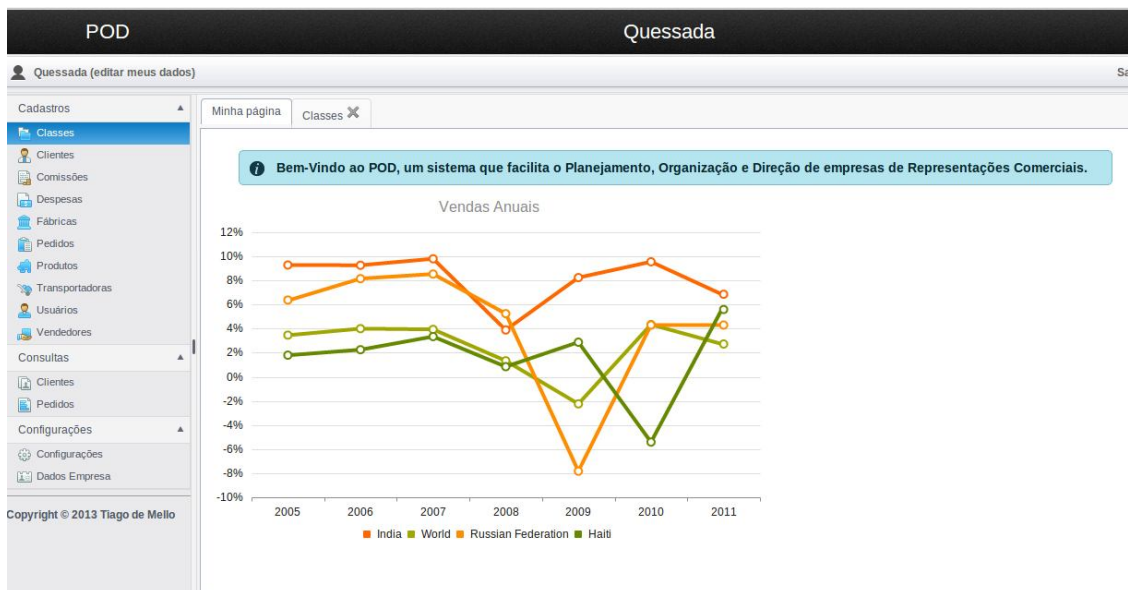 POD
Quessada
Quessada (editar meus dados)
Cadastros
Classes
Clientes
Comissões
Despesas
Fábricas
Pedidos
Produtos
Transportadoras
Usuários
Vendedores
Consultas
Clientes
Pedidos
Configurações
Configurações
Dados Empresa
Copyright © 2013 Tiago de Mello
Minha página
Classes
Bem-Vindo ao POD, um sistema que facilita o Planejamento, Organização e Direção de empresas de Representações Comerciais.
Vendas Anuais
12%
10%
8%
6%
4%
2%
0%
-2%
-4%
-6%
-8%
-10%
2005 2006 2007 2008 2009 2010 2011
India World Russian Federation Haiti